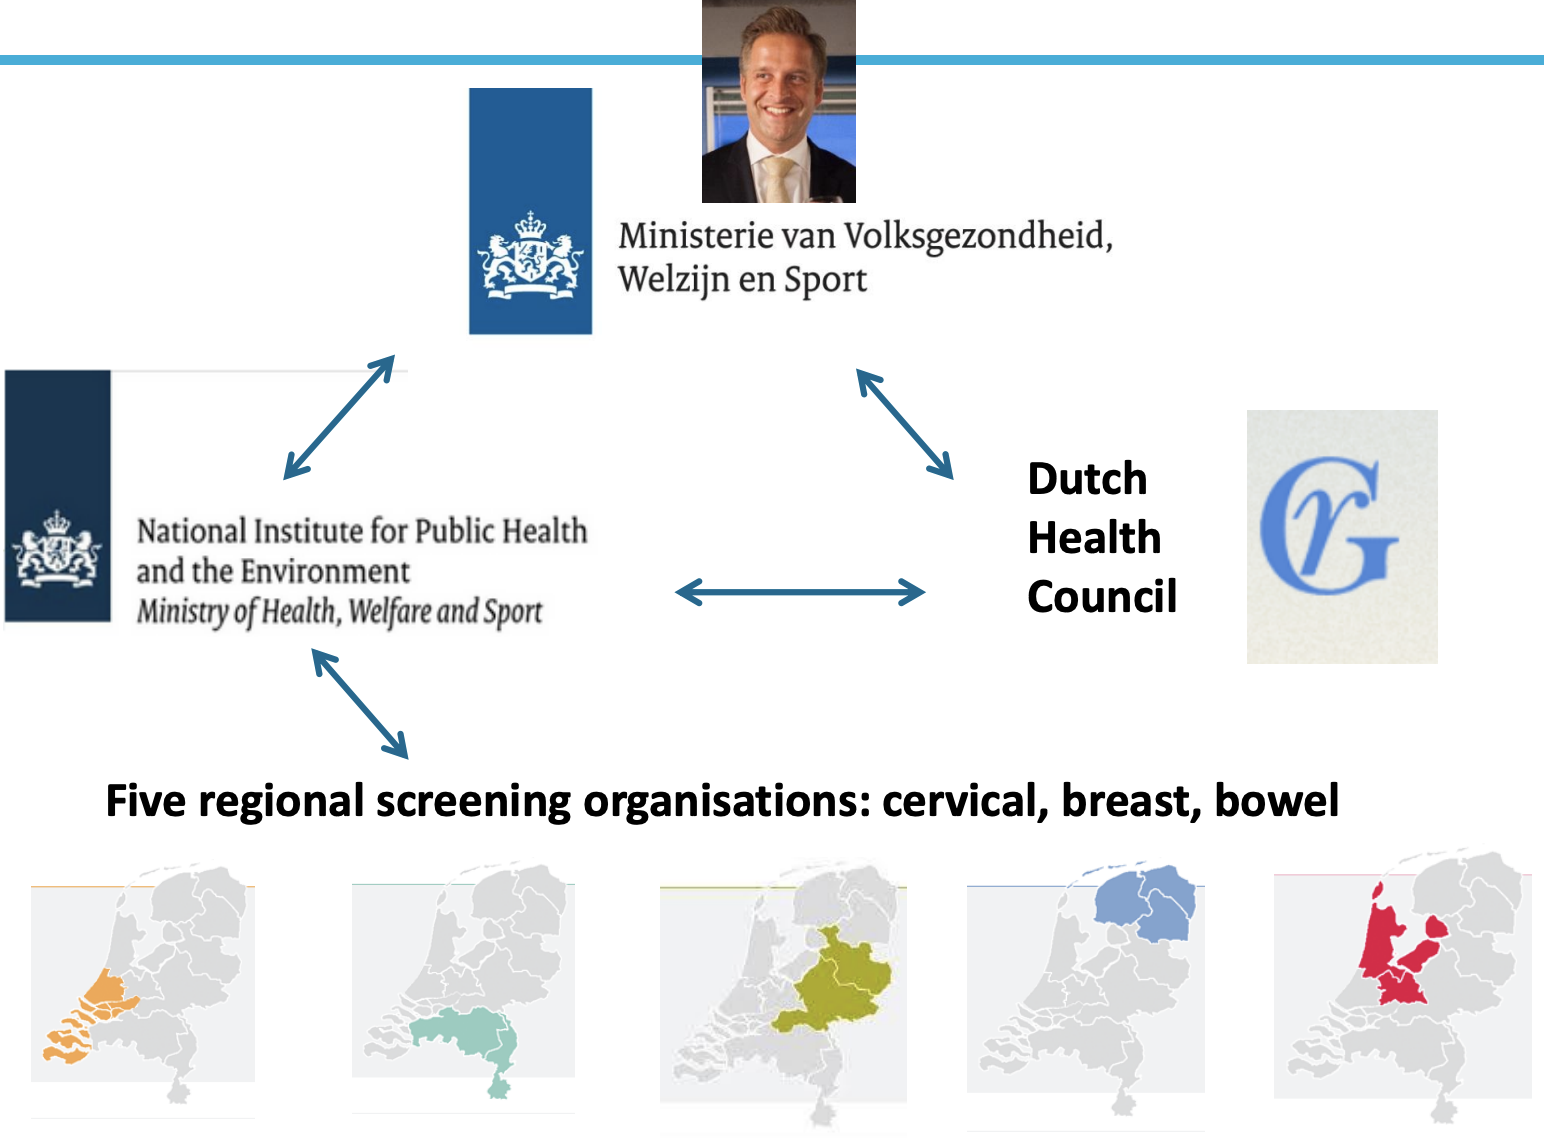 Ministerie van Volksgezondheid,
Welzijn en Sport
National Institute for Public Health
and the Environment
Ministry of Health, Welfare and Sport
Dutch
Health
Council
Gr
Five regional screening organisations: cervical, breast, bowel